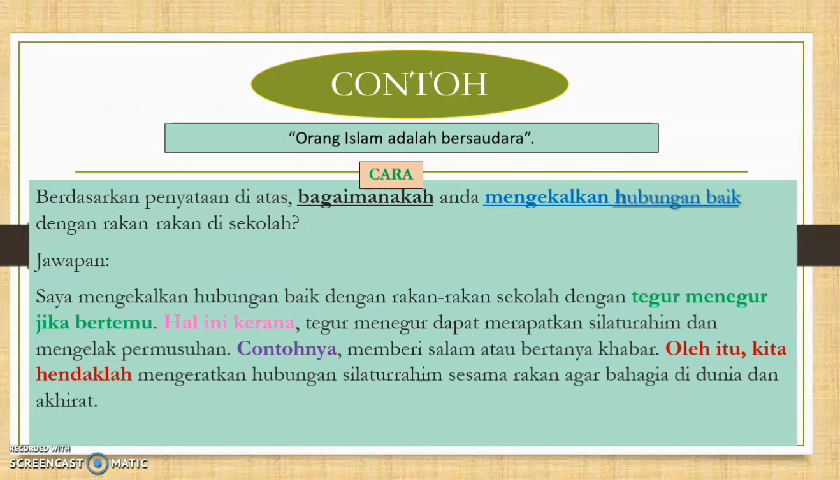 CONTOH
“Orang Islam adalah bersaudara”.
CARA
Berdasarkan penyataan di atas, bagaimanakah anda mengekalkan hubungan baik
dengan rakan-rakan di sekolah?
Jawapan:
Saya mengekalkan hubungan baik dengan rakan-rakan sekolah dengan tegur menegur
jika bertemu. Hal ini kerana, tegur menegur dapat merapatkan silaturahim dan
mengelak permusuhan. Contohnya, memberi salam atau bertanya khabar. Oleh itu, kita
hendaklah mengeratkan hubungan silaturrahim sesama rakan agar bahagia di dunia dan
akhirat.
RECORDED WITH
SCREENCAST MATIC